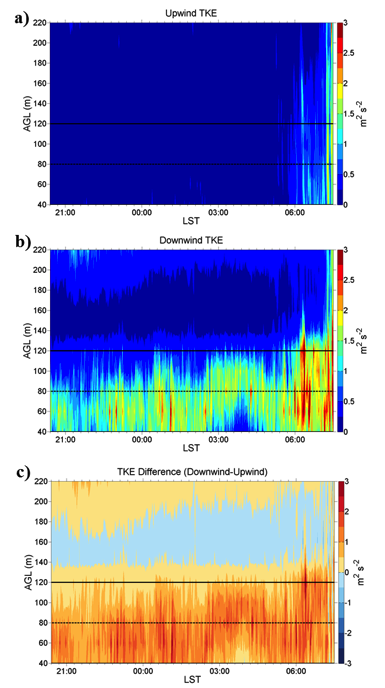 a)
Upwind TKE
AGL (m)
220
200
180
160
140
120
100
80
60
40
21:00 00:00 03:00 06:00
LST
3
2.5
2
1.5
1
0.5
0
m² s⁻²
b)
Downwind TKE
AGL (m)
220
200
180
160
140
120
100
80
60
40
21:00 00:00 03:00 06:00
LST
3
2.5
2
1.5
1
0.5
0
m² s⁻²
c)
TKE Difference (Downwind-Upwind)
AGL (m)
220
200
180
160
140
120
100
80
60
40
21:00 00:00 03:00 06:00
LST
3
2
1
0
-1
-2
-3
m² s⁻²